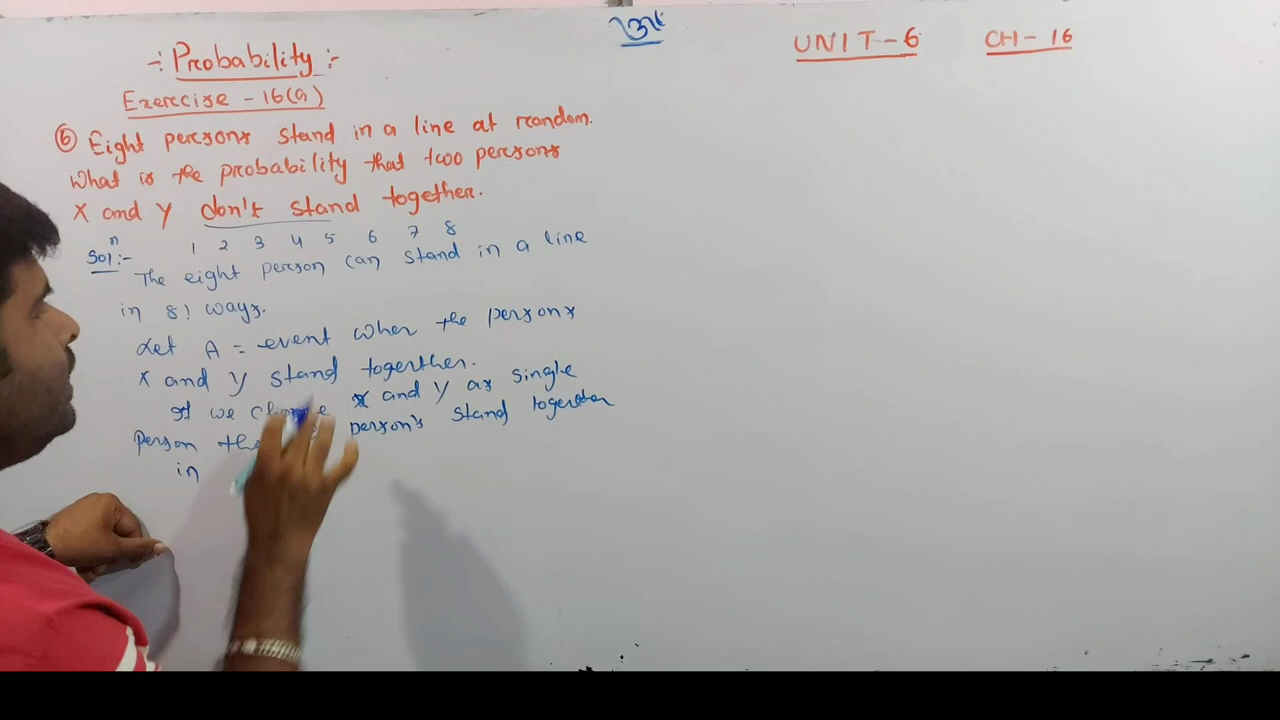 ॐ
UNIT-6 CH-16
-: Probability :-
Exercise - 16(a)
⑥ Eight persons stand in a line at random.
What is the probability that two persons
X and Y don't stand together.
Solⁿ:- 1 2 3 4 5 6 7 8
The eight person can stand in a line
in 8! ways.
Let A = event when the persons
X and Y stand together.
If we X and Y as single
Person person's stand together
in